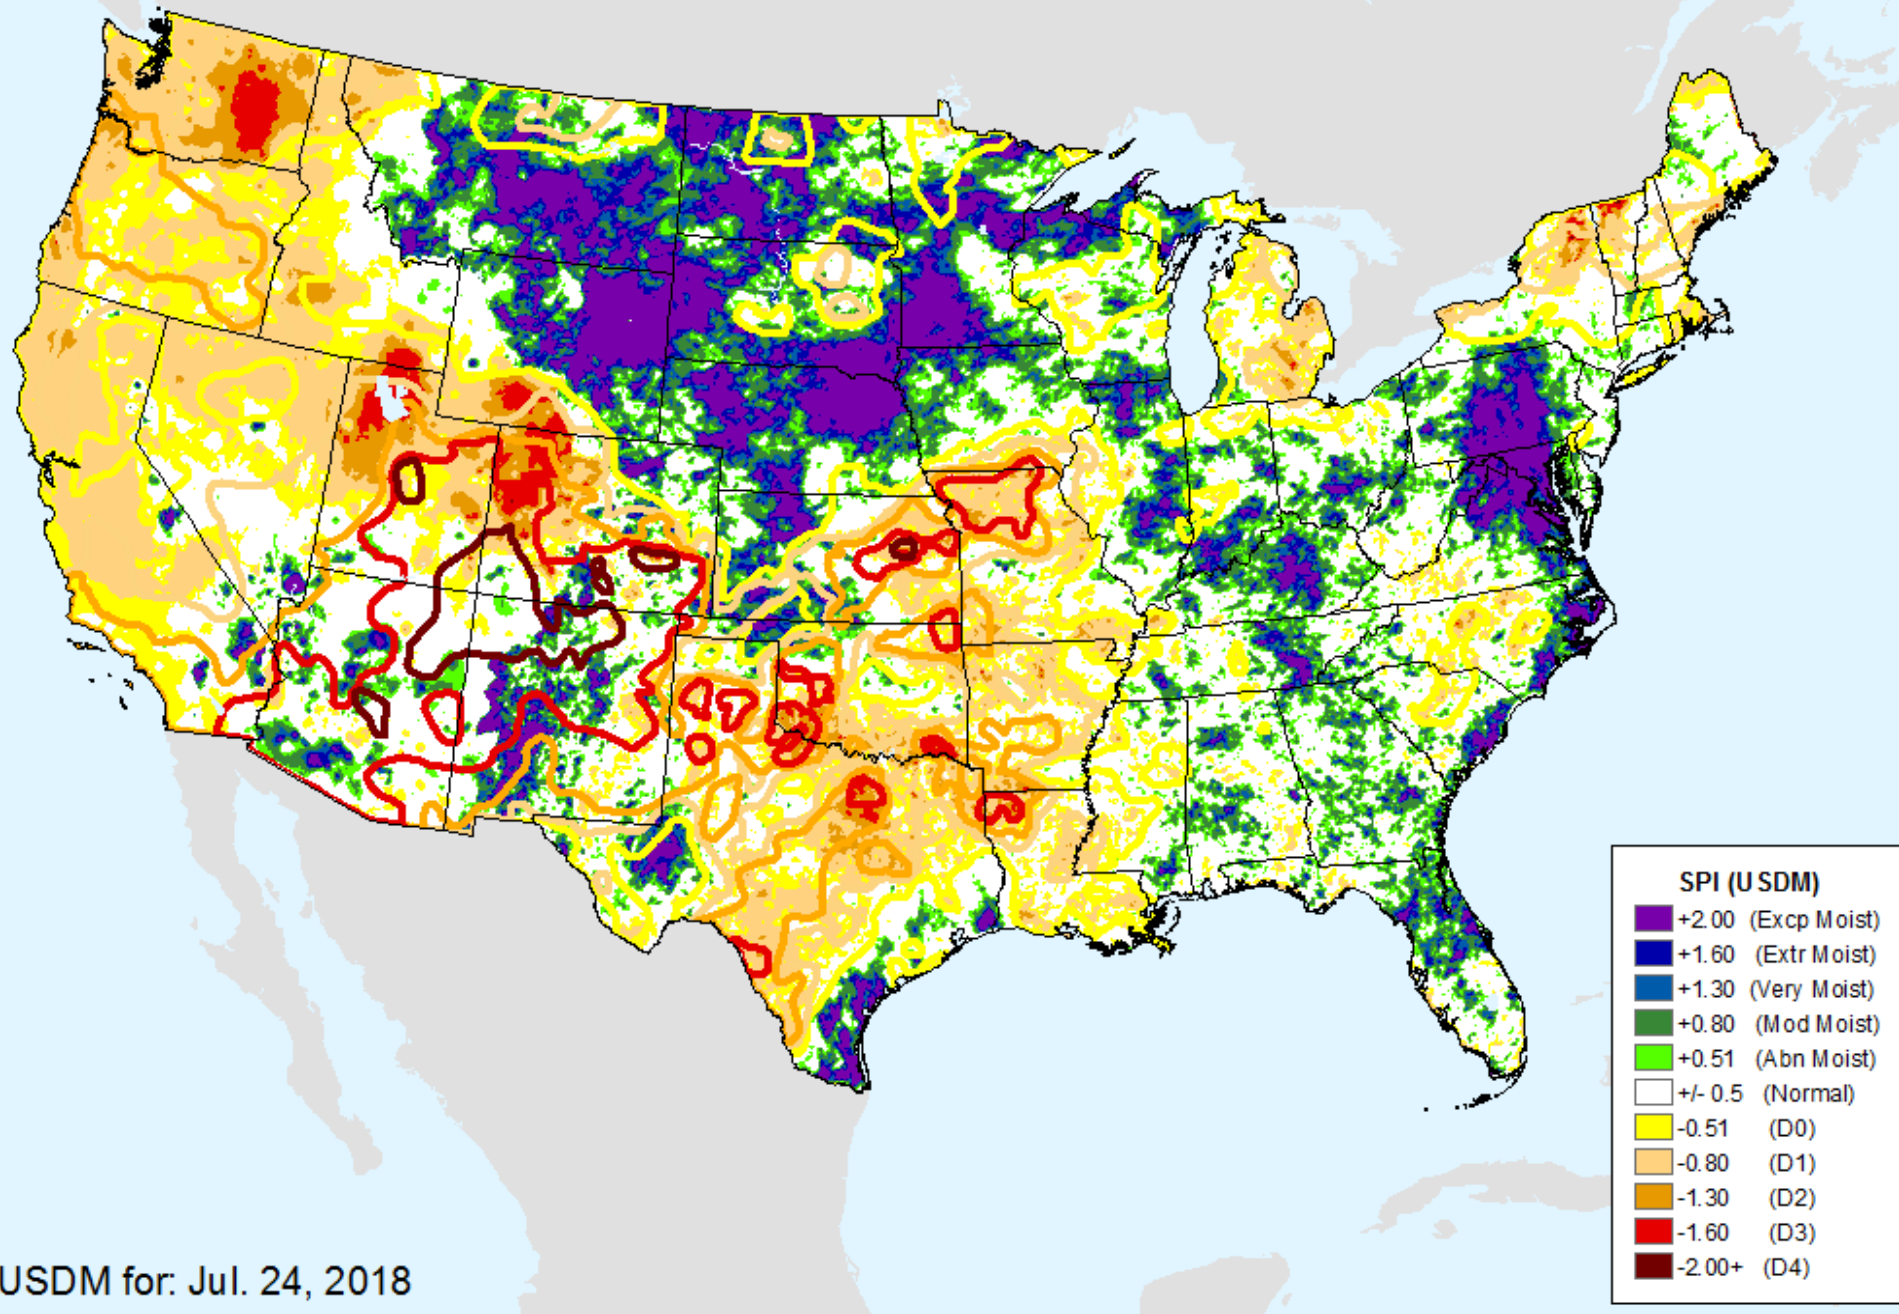 SPI (USDM)
+2.00 (Excp Moist)
+1.60 (Extr Moist)
+1.30 (Very Moist)
+0.80 (Mod Moist)
+0.51 (Abn Moist)
+/- 0.5 (Normal)
-0.51 (D0)
-0.80 (D1)
-1.30 (D2)
-1.60 (D3)
-2.00+ (D4)
USDM for: Jul. 24, 2018